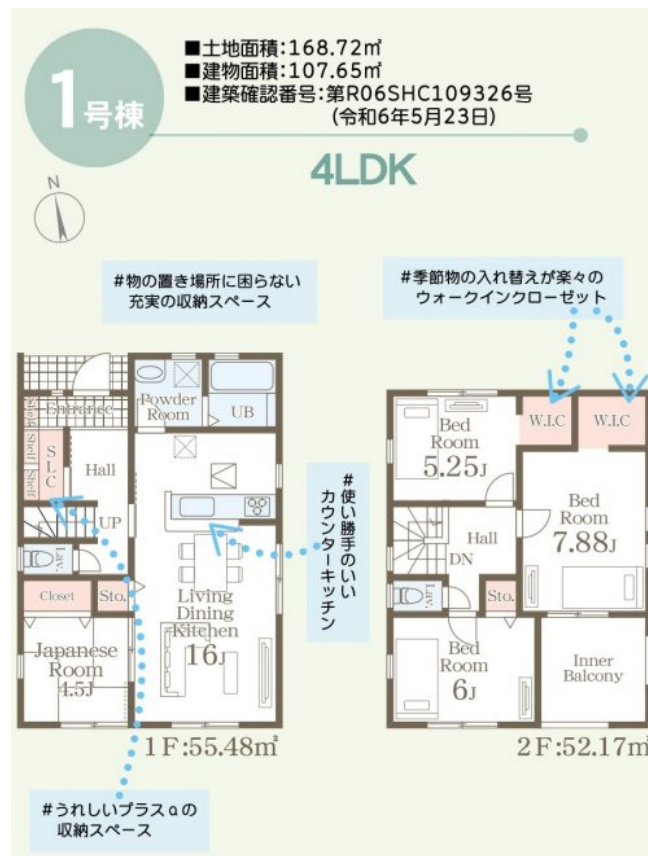 1号棟
■土地面積:168.72㎡
■建物面積:107.65㎡
■建築確認番号:第R06SHC109326号
(令和6年5月23日)
4LDK
N
#物の置き場所に困らない
充実の収納スペース
#季節物の入れ替えが楽々の
ウォークインクローゼット
Entrance
Powder
Room
UB
Shelf
Shelf
Shelf
SLC
Hall
UP
Lav.
Closet
Sto.
Living
Dining
Kitchen
16J
Japanese
Room
4.5J
1F:55.48㎡
#使い勝手のいい
カウンターキッチン
W.I.C
W.I.C
Bed
Room
5.25J
Bed
Room
7.88J
Hall
DN
Lav.
Sto.
Bed
Room
6J
Inner
Balcony
2F:52.17㎡
#うれしいプラスαの
収納スペース